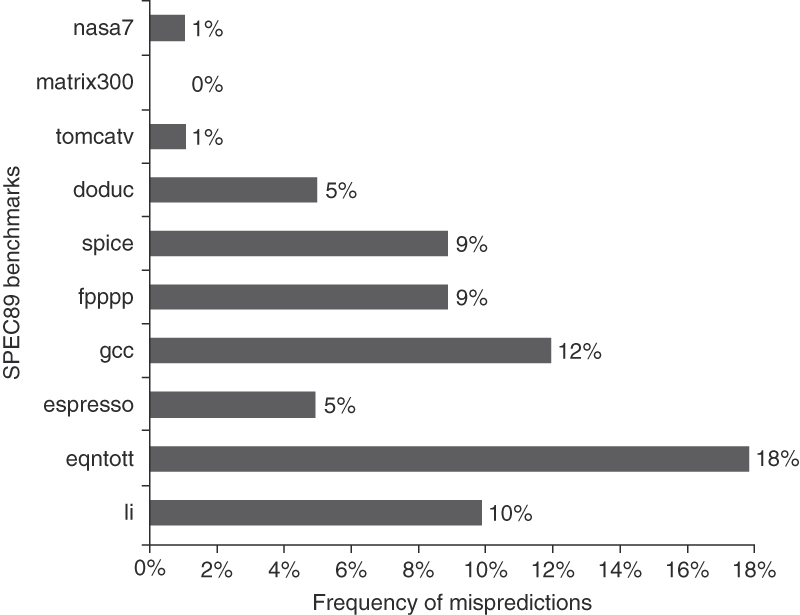 nasa7 1%
matrix300 0%
tomcatv 1%
doduc 5%
spice 9%
fpppp 9%
gcc 12%
espresso 5%
eqntott 18%
li 10%
SPEC89 benchmarks
0% 2% 4% 6% 8% 10% 12% 14% 16% 18%
Frequency of mispredictions